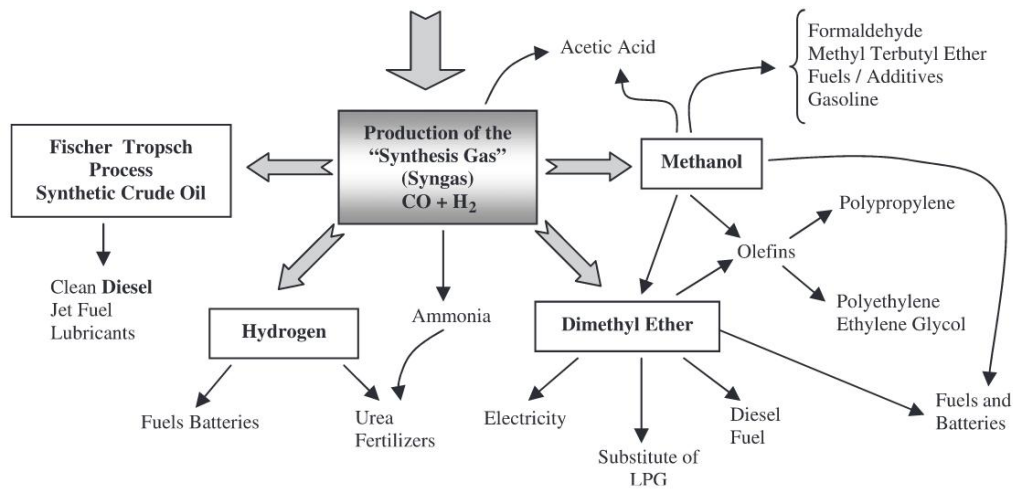 Acetic Acid
Formaldehyde
Methyl Terbutyl Ether
Fuels / Additives
Gasoline
Fischer Tropsch
Process
Synthetic Crude Oil
Production of the
“Synthesis Gas”
(Syngas)
CO + H₂
Methanol
Polypropylene
Olefins
Clean Diesel
Jet Fuel
Lubricants
Polyethylene
Ethylene Glycol
Hydrogen
Ammonia
Dimethyl Ether
Fuels Batteries
Urea
Fertilizers
Electricity
Substitute of
LPG
Diesel
Fuel
Fuels and
Batteries